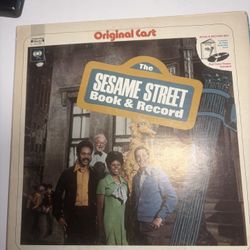 Original Cast
The
SESAME STREET
Book & Record